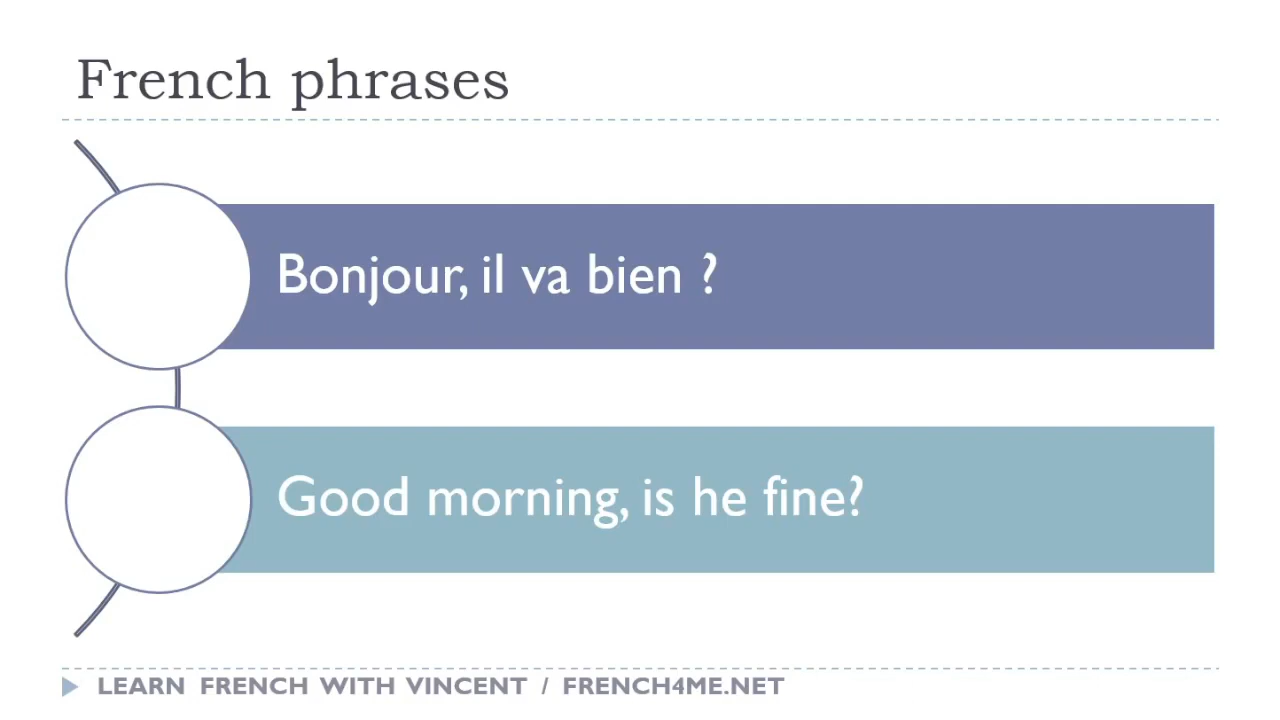 French phrases
Bonjour, il va bien ?
Good morning, is he fine?
LEARN FRENCH WITH VINCENT / FRENCH4ME.NET